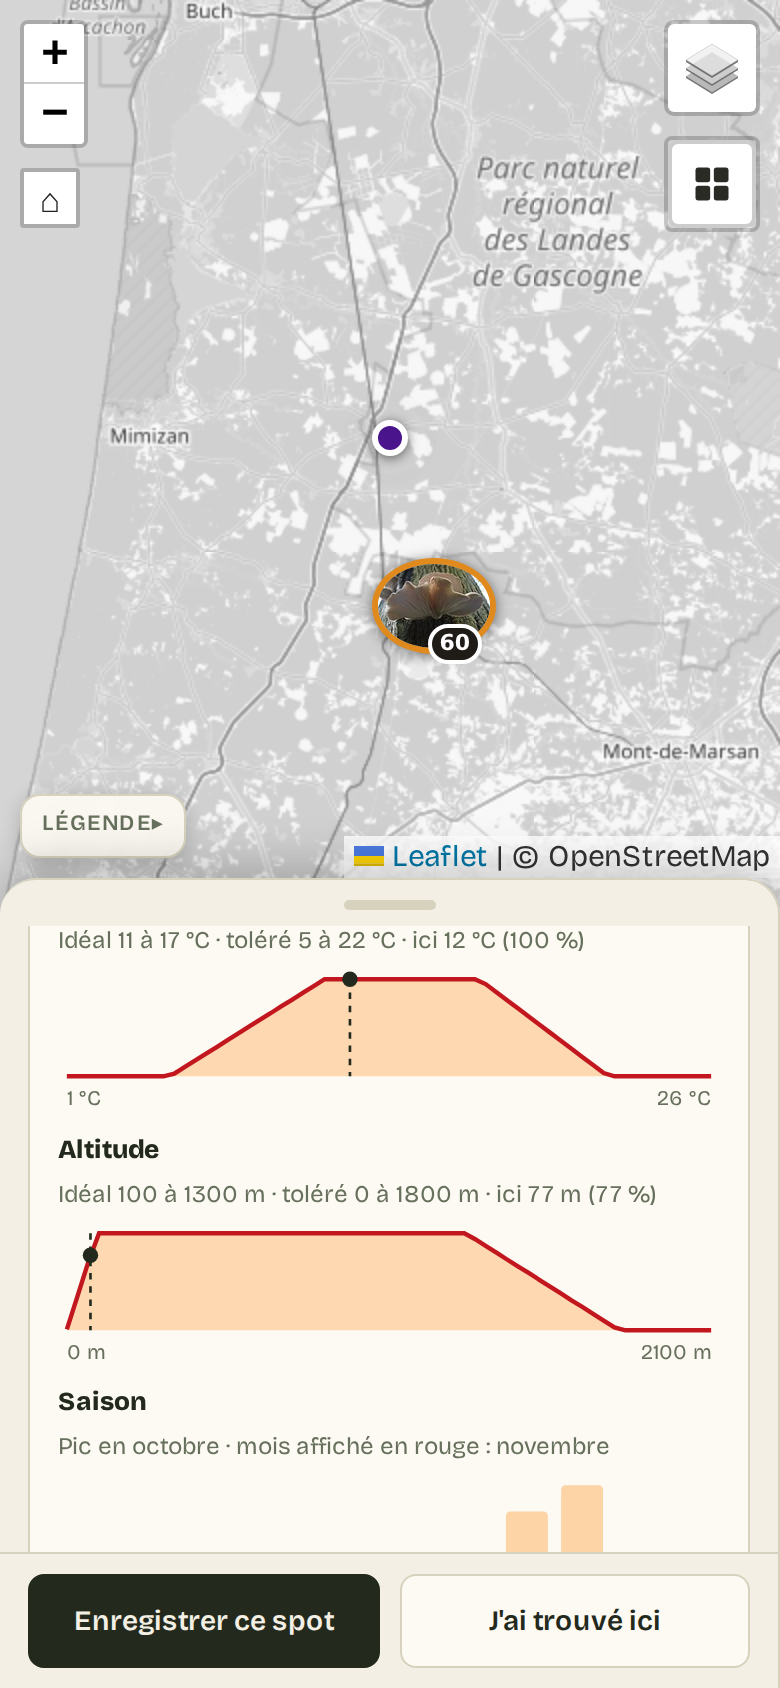 Bassin
d'Arcachon
Buch
+
−
Parc naturel
régional
des Landes
de Gascogne
Mimizan
60
Mont-de-Marsan
LÉGENDE▸
Leaflet | © OpenStreetMap
Idéal 11 à 17 °C · toléré 5 à 22 °C · ici 12 °C (100 %)
1 °C
26 °C
Altitude
Idéal 100 à 1300 m · toléré 0 à 1800 m · ici 77 m (77 %)
0 m
2100 m
Saison
Pic en octobre · mois affiché en rouge : novembre
Enregistrer ce spot
J'ai trouvé ici